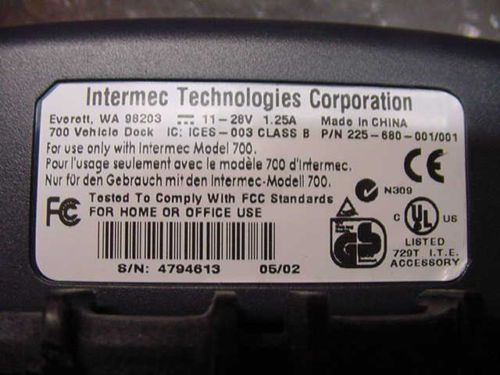 Intermec Technologies Corporation
Everett, WA 98203 11-28V 1.25A Made in CHINA
700 Vehicle Dock IC: ICES-003 CLASS B P/N 225-680-001/001
For use only with Intermec Model 700.
Pour l'usage seulement avec le modèle 700 d'Intermec.
Nur für den Gebrauch mit den Intermec-Modell 700.
CE
N309
FC Tested To Comply With FCC Standards
FOR HOME OR OFFICE USE
C UL US
LISTED
729T I.T.E.
ACCESSORY
GS
S/N: 4794613 05/02